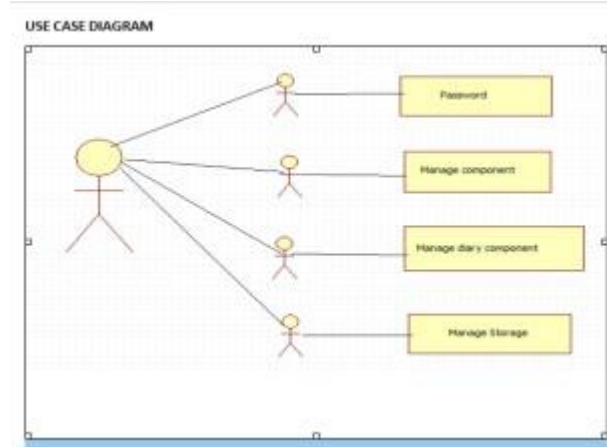 USE CASE DIAGRAM
Password
Manage component
Manage diary component
Manage Storage